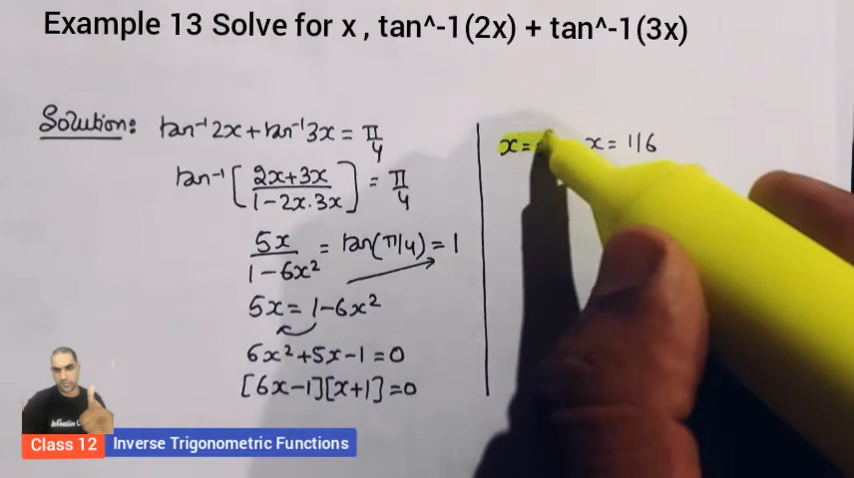 Example 13 Solve for x , tan^-1(2x) + tan^-1(3x)
Solution: tan⁻¹2x+tan⁻¹3x = π/4
tan⁻¹[(2x+3x)/(1-2x.3x)] = π/4
5x/(1-6x²) = tan(π/4) = 1
5x = 1-6x²
6x²+5x-1=0
[6x-1][x+1]=0
x =
x = 1/6
Class 12
Inverse Trigonometric Functions